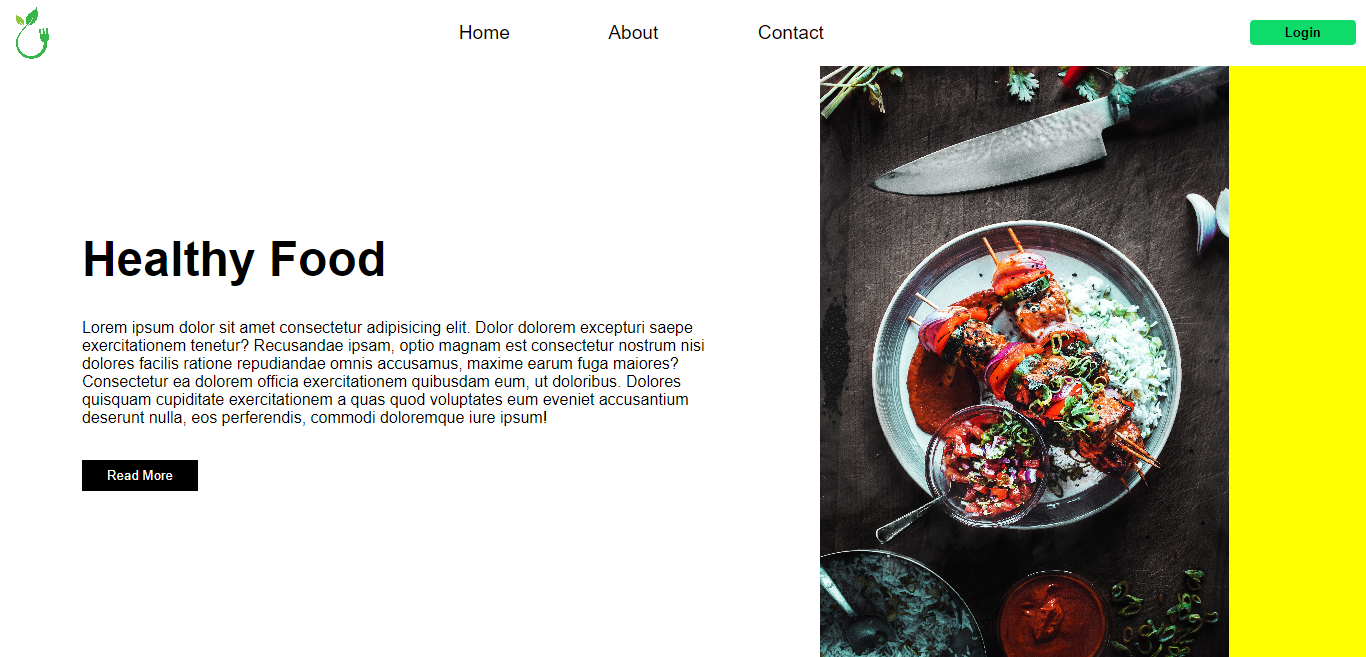 Home
About
Contact
Login
Healthy Food
Lorem ipsum dolor sit amet consectetur adipisicing elit. Dolor dolorem excepturi saepe
exercitationem tenetur? Recusandae ipsam, optio magnam est consectetur nostrum nisi
dolores facilis ratione repudiandae omnis accusamus, maxime earum fuga maiores?
Consectetur ea dolorem officia exercitationem quibusdam eum, ut doloribus. Dolores
quisquam cupiditate exercitationem a quas quod voluptates eum eveniet accusantium
deserunt nulla, eos perferendis, commodi doloremque iure ipsum!
Read More